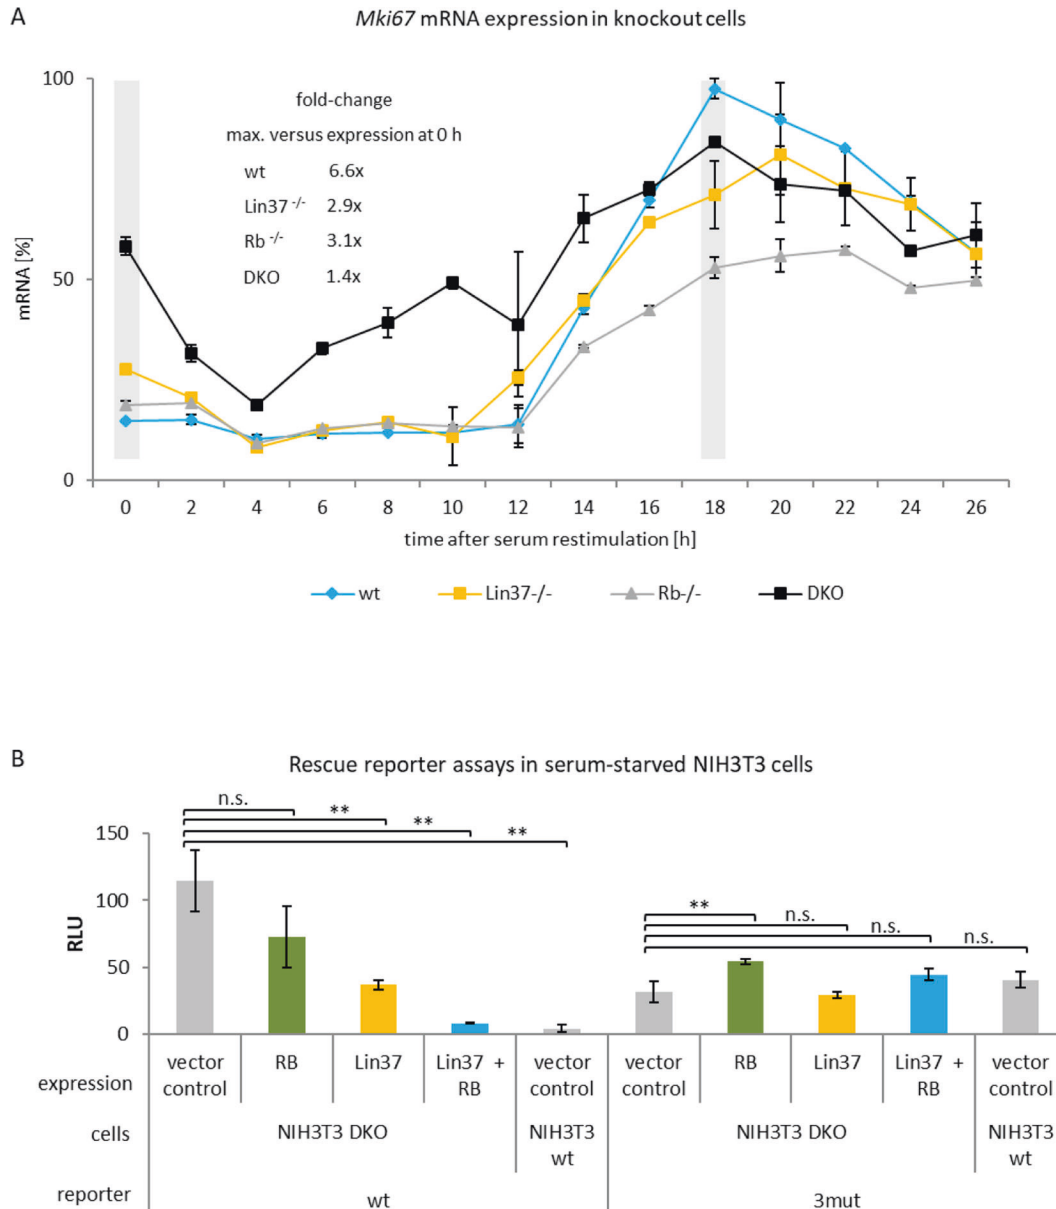 A
Mki67 mRNA expression in knockout cells
100
50
0
mRNA [%]
fold-change
max. versus expression at 0 h
wt 6.6x
Lin37 -/- 2.9x
Rb -/- 3.1x
DKO 1.4x
0 2 4 6 8 10 12 14 16 18 20 22 24 26
time after serum restimulation [h]
wt Lin37-/- Rb-/- DKO
B
Rescue reporter assays in serum-starved NIH3T3 cells
n.s.
**
**
**
**
n.s.
n.s.
n.s.
150
100
50
0
RLU
expression
vector control
RB
Lin37
Lin37 + RB
vector control
vector control
RB
Lin37
Lin37 + RB
vector control
cells
NIH3T3 DKO
NIH3T3 wt
NIH3T3 DKO
NIH3T3 wt
reporter
wt
3mut